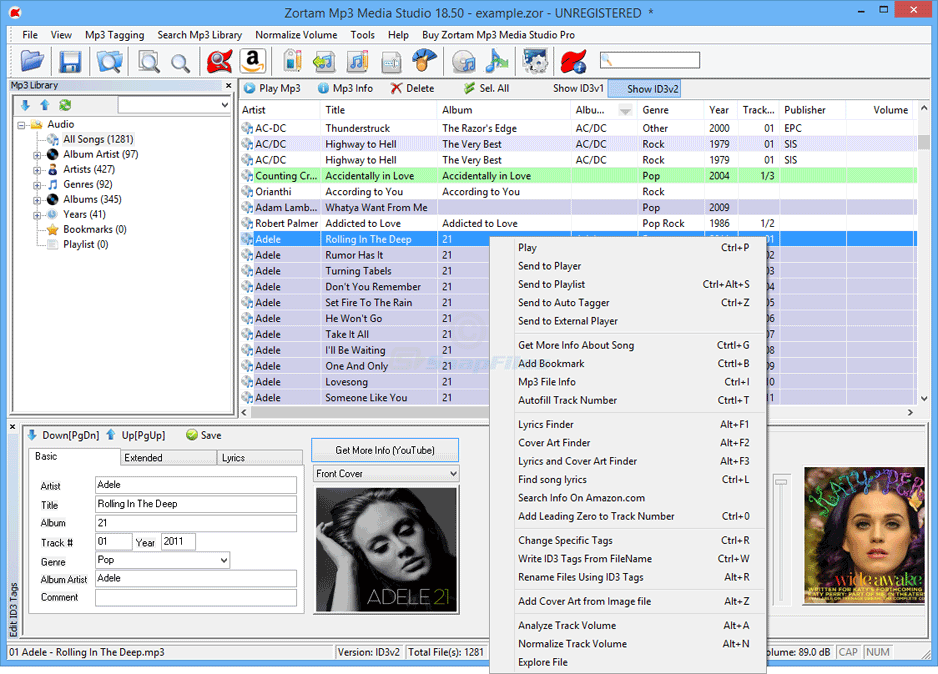 Zortam Mp3 Media Studio 18.50 - example.zor - UNREGISTERED *
File View Mp3 Tagging Search Mp3 Library Normalize Volume Tools Help Buy Zortam Mp3 Media Studio Pro
Mp3 Library
Audio
All Songs (1281)
Album Artist (97)
Artists (427)
Genres (92)
Albums (345)
Years (41)
Bookmarks (0)
Playlist (0)
Play Mp3 Mp3 Info Delete Sel. All Show ID3v1 Show ID3v2
Artist Title Album Albu... Genre Year Track... Publisher Volume
AC-DC Thunderstruck The Razor's Edge AC/DC Other 2000 01 EPC
AC/DC Highway to Hell The Very Best AC/DC Rock 1979 01 SIS
AC/DC Highway to Hell The Very Best AC/DC Rock 1979 01 SIS
Counting Cr... Accidentally in Love Accidentally in Love Pop 2004 1/3
Orianthi According to You According to You Rock
Adam Lamb... Whatya Want From Me Pop 2009
Robert Palmer Addicted to Love Addicted to Love Pop Rock 1986 1/2
Adele Rolling In The Deep 21 01
Adele Rumor Has It 21 02
Adele Turning Tabels 21 03
Adele Don't You Remember 21 04
Adele Set Fire To The Rain 21 05
Adele He Won't Go 21 06
Adele Take It All 21 07
Adele I'll Be Waiting 21 08
Adele One And Only 21 09
Adele Lovesong 21 10
Adele Someone Like You 21 11
Play Ctrl+P
Send to Player
Send to Playlist Ctrl+Alt+S
Send to Auto Tagger Ctrl+Z
Send to External Player
Get More Info About Song Ctrtl+G
Add Bookmark Ctrtl+B
Mp3 File Info Ctrl+I
Autofill Track Number Ctrtl+T
Lyrics Finder Alt+F1
Cover Art Finder Alt+F2
Lyrics and Cover Art Finder Alt+F3
Find song lyrics Ctrl+L
Search Info On Amazon.com
Add Leading Zero to Track Number Ctrl+0
Change Specific Tags Ctrl+R
Write ID3 Tags From FileName Ctrl+W
Rename Files Using ID3 Tags Alt+R
Add Cover Art from Image file Alt+Z
Analyze Track Volume Alt+A
Normalize Track Volume Alt+N
Explore File
Edit ID3 Tags
Down[PgDn] Up[PgUp] Save
Basic Extended Lyrics
Artist Adele
Title Rolling In The Deep
Album 21
Track # 01 Year 2011
Genre Pop
Album Artist Adele
Comment
Get More Info (YouTube)
Front Cover
ADELE 21
KATY PERRY
wide awake
01 Adele - Rolling In The Deep.mp3 Version: ID3v2 Total File(s): 1281 olume: 89.0 dB CAP NUM